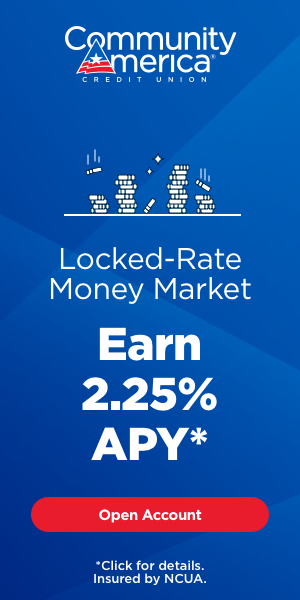 Community
America®
CREDIT UNION
Locked-Rate
Money Market
Earn
2.25%
APY*
Open Account
*Click for details.
Insured by NCUA.